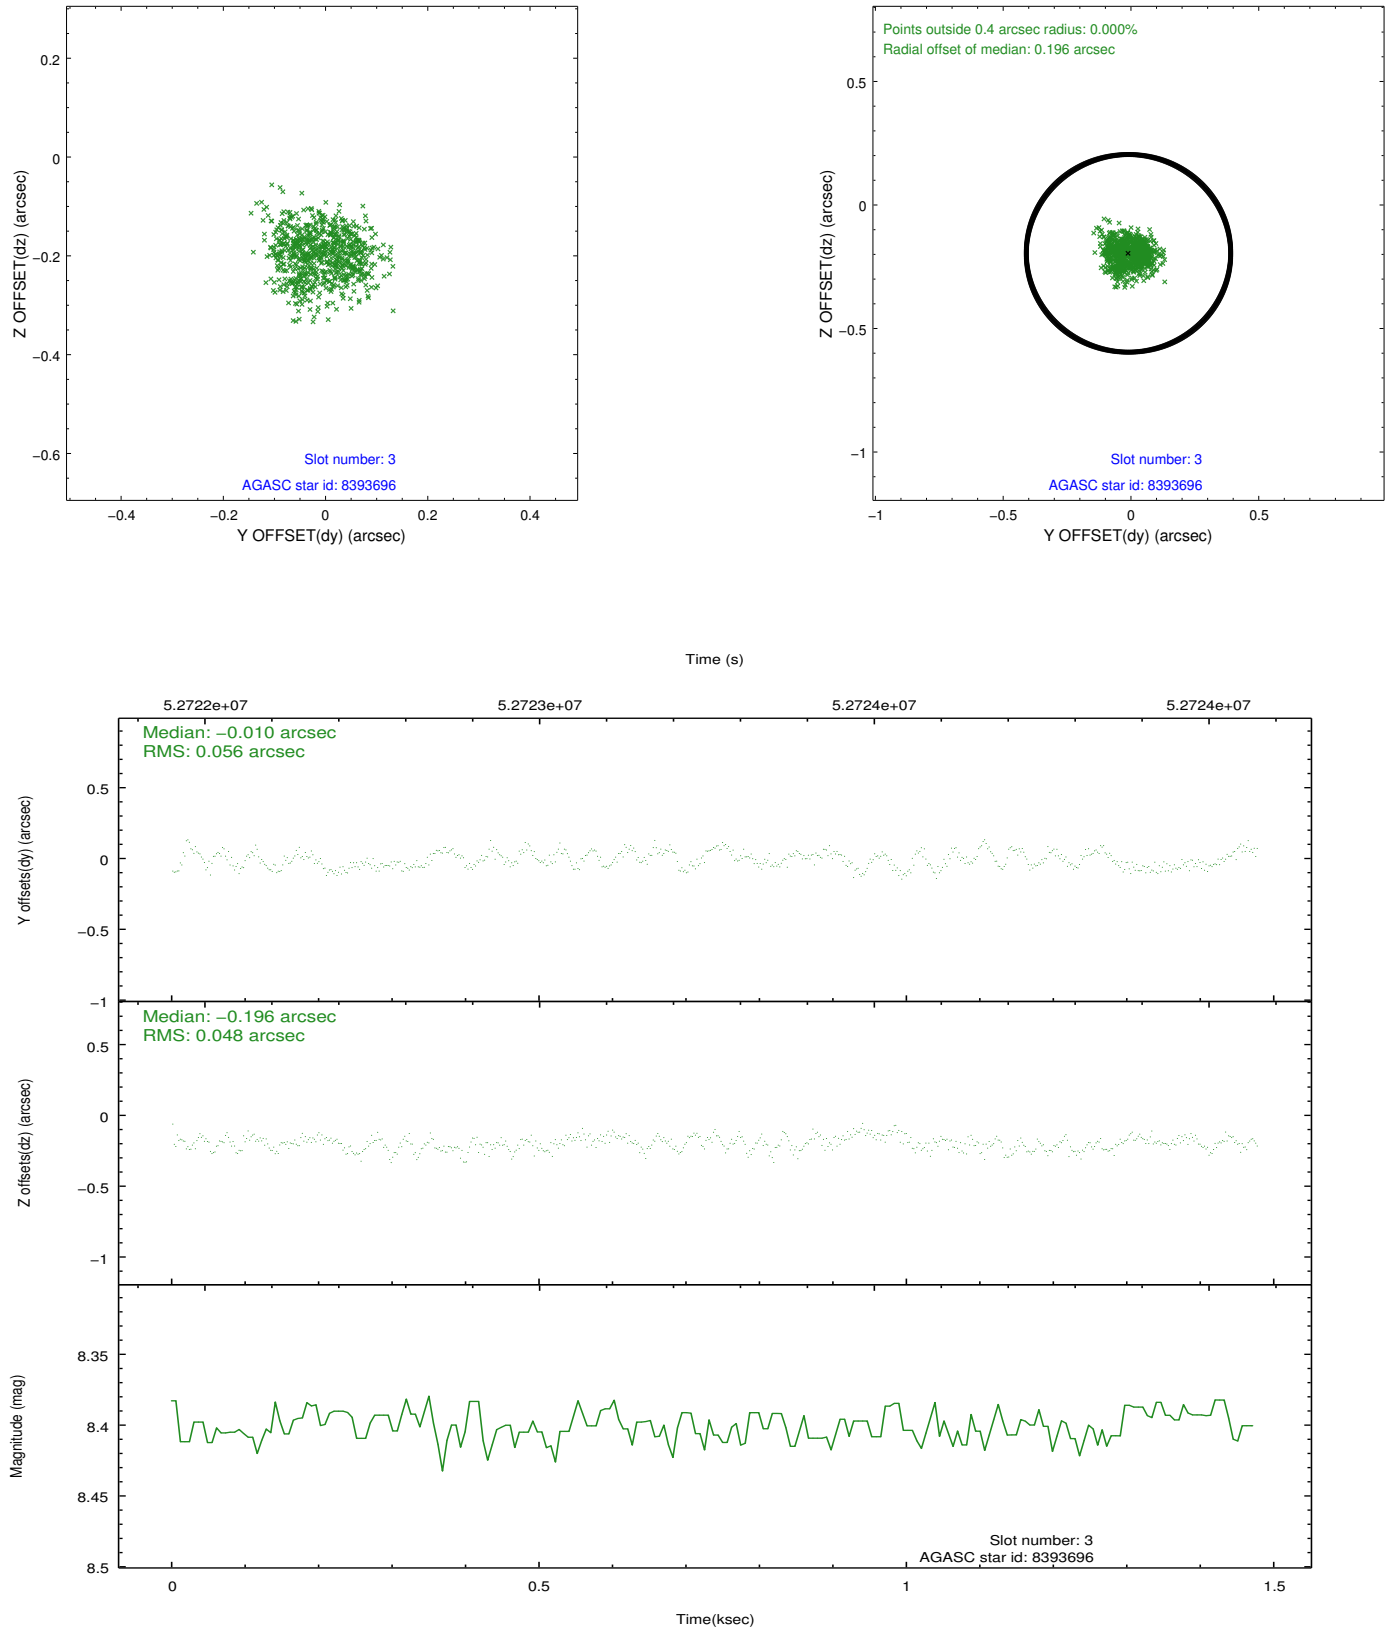 0.2
0
−0.2
−0.4
−0.6
Z OFFSET(dz) (arcsec)
Slot number: 3
AGASC star id: 8393696
−0.4
−0.2
0
0.2
0.4
Y OFFSET(dy) (arcsec)
Points outside 0.4 arcsec radius: 0.000%
Radial offset of median: 0.196 arcsec
0.5
0
−0.5
−1
Z OFFSET(dz) (arcsec)
Slot number: 3
AGASC star id: 8393696
−1
−0.5
0
0.5
Y OFFSET(dy) (arcsec)
Time (s)
5.2722e+07
5.2723e+07
5.2724e+07
5.2724e+07
Median: −0.010 arcsec
RMS: 0.056 arcsec
0.5
0
−0.5
−1
Y offsets(dy) (arcsec)
Median: −0.196 arcsec
RMS: 0.048 arcsec
0.5
0
−0.5
−1
Z offsets(dz) (arcsec)
8.35
8.4
8.45
8.5
Magnitude (mag)
Slot number: 3
AGASC star id: 8393696
0
0.5
1
1.5
Time(ksec)